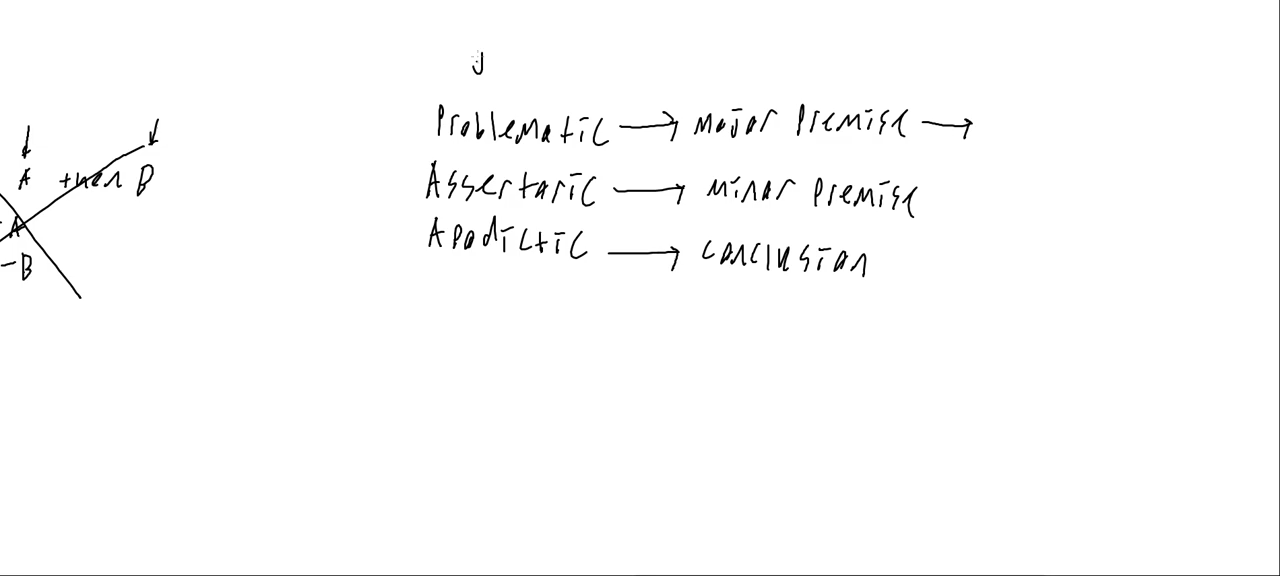 J
Problematic → Major Premise →
A then B
Assertoric → Minor Premise
-A
Apodictic → Conclusion
-B